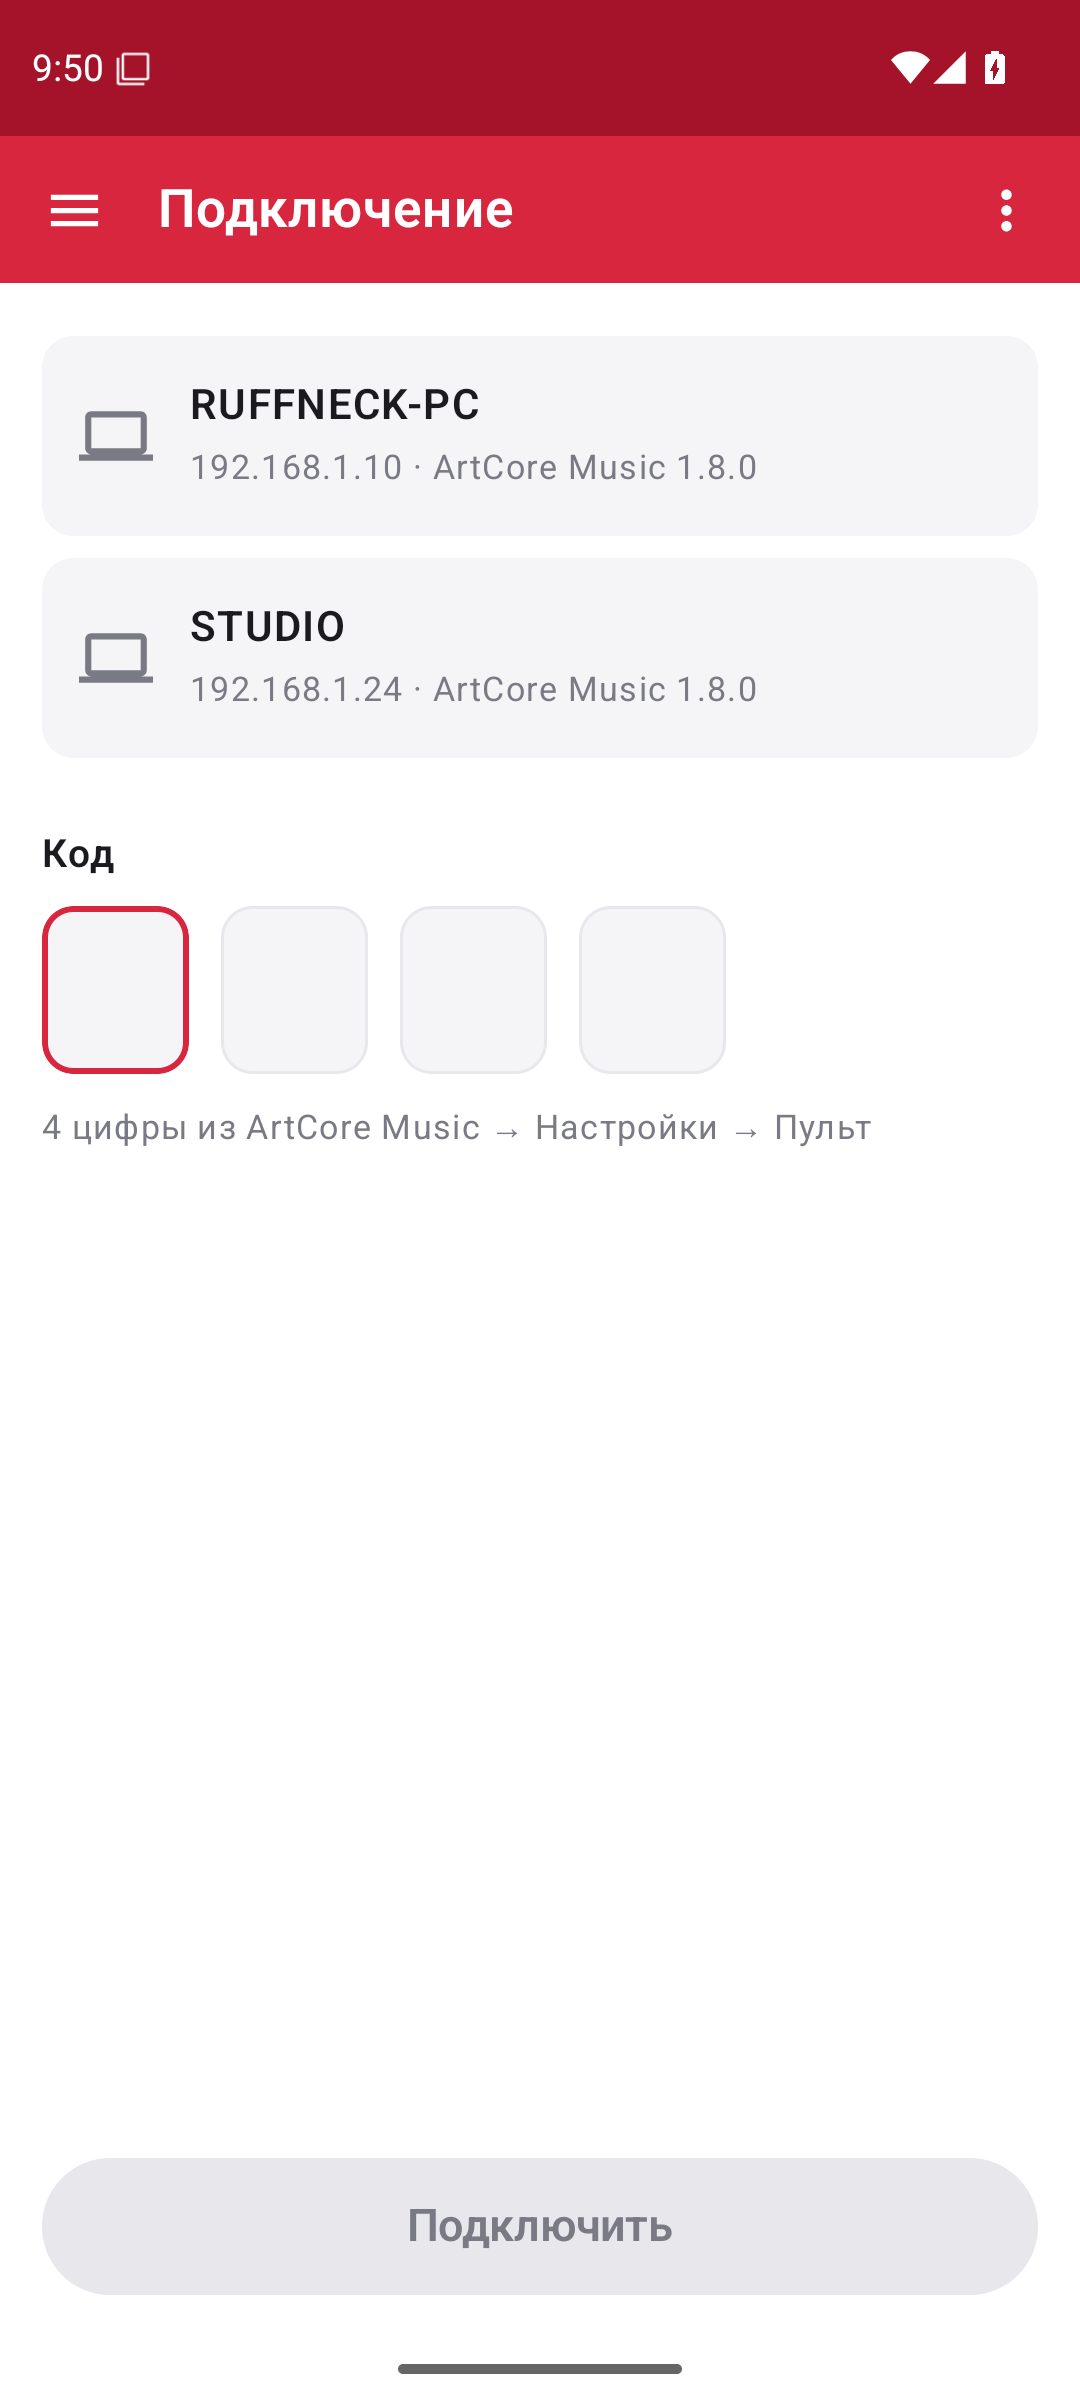 9:50
Подключение
RUFFNECK-PC
192.168.1.10 · ArtCore Music 1.8.0
STUDIO
192.168.1.24 · ArtCore Music 1.8.0
Код
4 цифры из ArtCore Music → Настройки → Пульт
Подключить